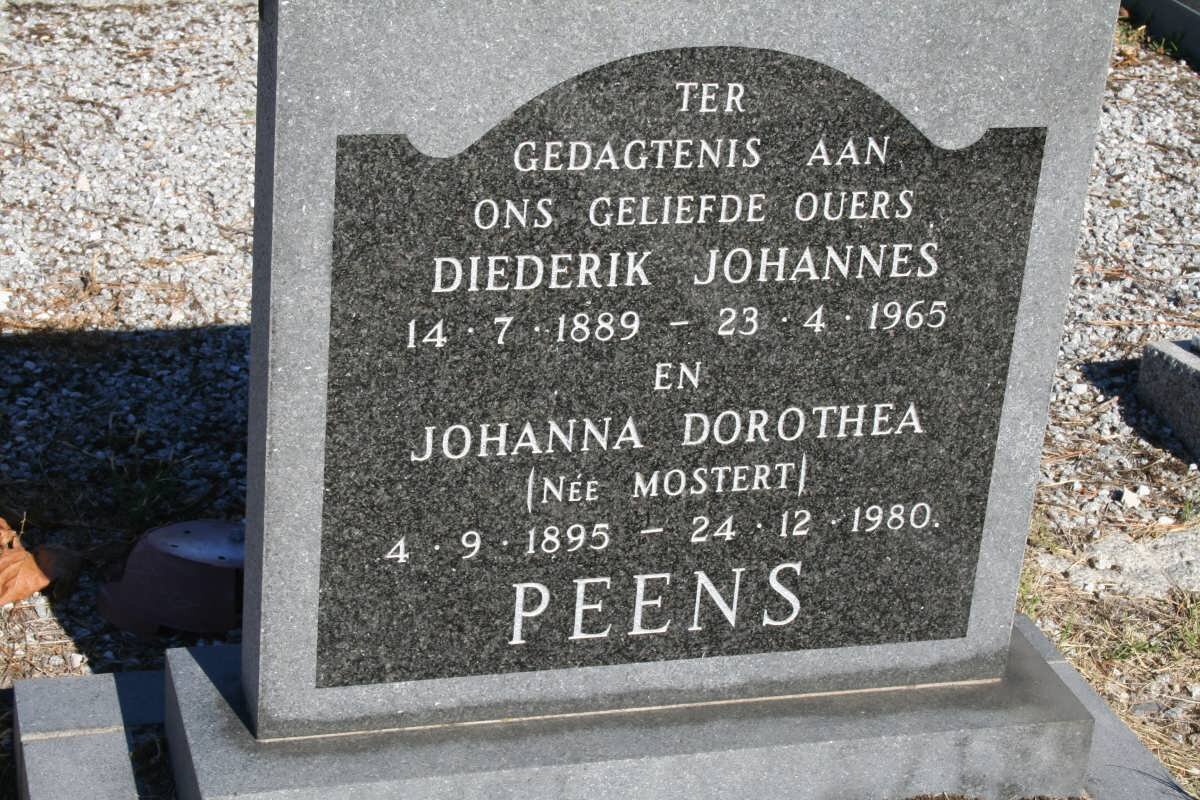 TER
GEDAGTENIS AAN
ONS GELIEFDE OUERS
DIEDERIK JOHANNES
14 · 7 · 1889 – 23 · 4 · 1965
EN
JOHANNA DOROTHEA
(NÉE MOSTERT)
4 · 9 · 1895 – 24 · 12 · 1980.
PEENS